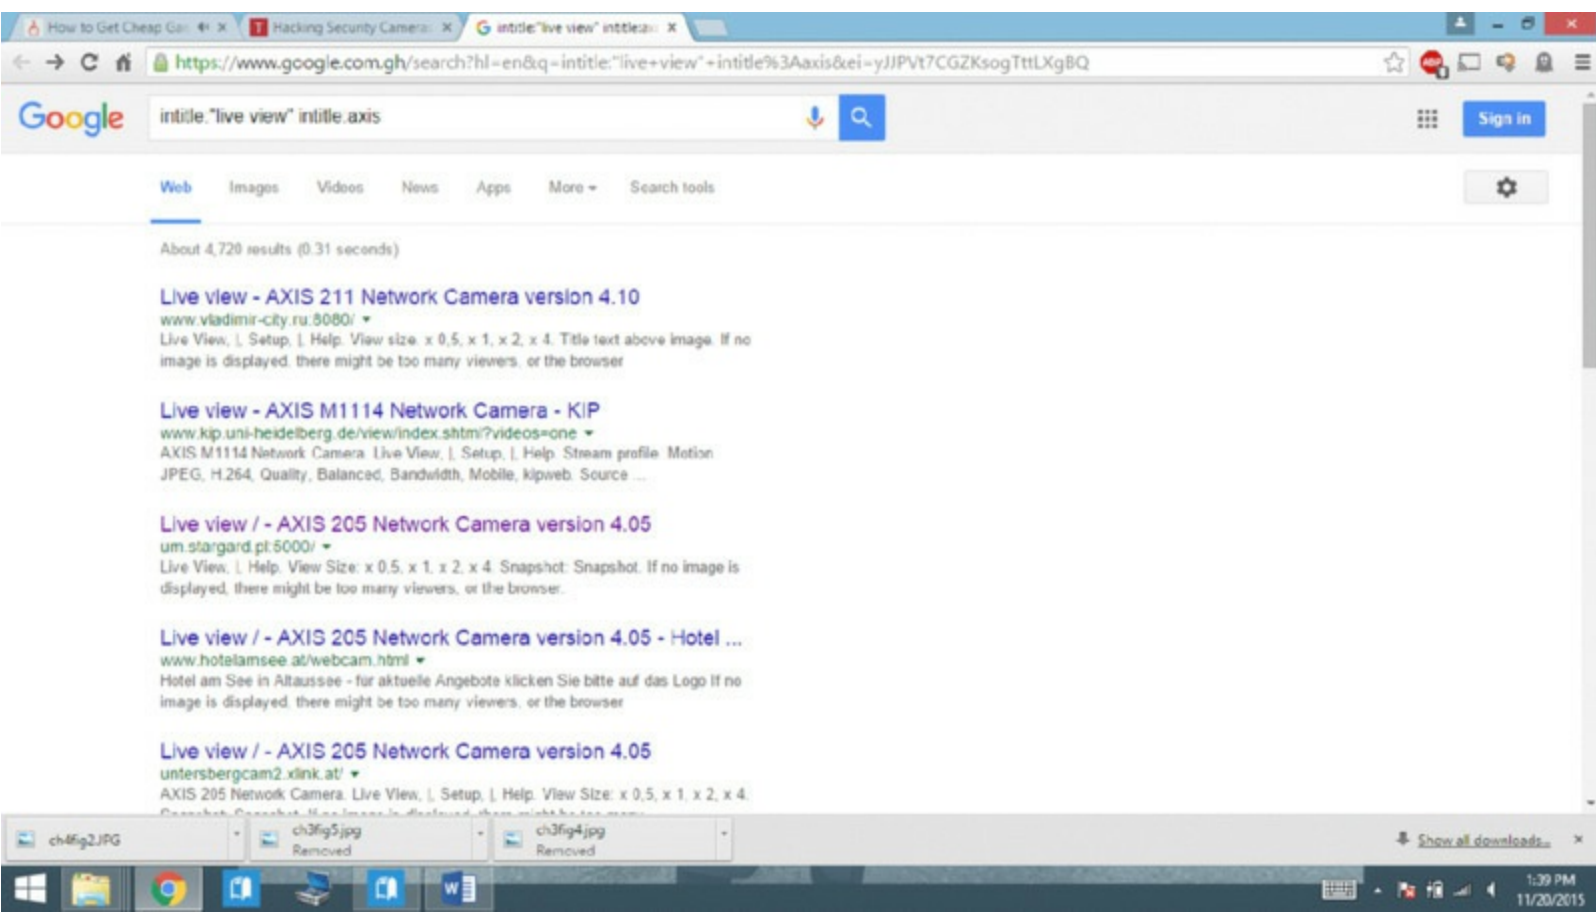 How to Get Cheap Gan
Hacking Security Camera:
intitle:"live view" intitle:ax
https://www.google.com.gh/search?hl=en&q=intitle:"live+view"+intitle%3Aaxis&ei=yJJPVt7CGZKsogTttLXgBQ
Google
intitle:"live view" intitle:axis
Sign in
Web Images Videos News Apps More Search tools
About 4,720 results (0.31 seconds)
Live view - AXIS 211 Network Camera version 4.10
www.vladimir-city.ru:8080/
Live View, |, Setup, |, Help. View size. x 0,5, x 1, x 2, x 4. Title text above image. If no
image is displayed, there might be too many viewers, or the browser
Live view - AXIS M1114 Network Camera - KIP
www.kip.uni-heidelberg.de/view/index.shtml?videos=one
AXIS M1114 Network Camera. Live View, |, Setup, |, Help. Stream profile. Motion
JPEG, H.264, Quality, Balanced, Bandwidth, Mobile, kipweb. Source ...
Live view / - AXIS 205 Network Camera version 4.05
um.stargard.pl:5000/
Live View, |, Help. View Size: x 0.5, x 1, x 2, x 4. Snapshot: Snapshot. If no image is
displayed, there might be too many viewers, or the browser.
Live view / - AXIS 205 Network Camera version 4.05 - Hotel ...
www.hotelamsee.at/webcam.html
Hotel am See in Altaussee - für aktuelle Angebote klicken Sie bitte auf das Logo If no
image is displayed, there might be too many viewers, or the browser
Live view / - AXIS 205 Network Camera version 4.05
untersbergcam2.xlink.at/
AXIS 205 Network Camera. Live View, |, Setup, |, Help. View Size: x 0,5, x 1, x 2, x 4.
ch4fig2.JPG
ch3fig5.jpg
Removed
ch3fig4.jpg
Removed
Show all downloads...
1:39 PM
11/20/2015